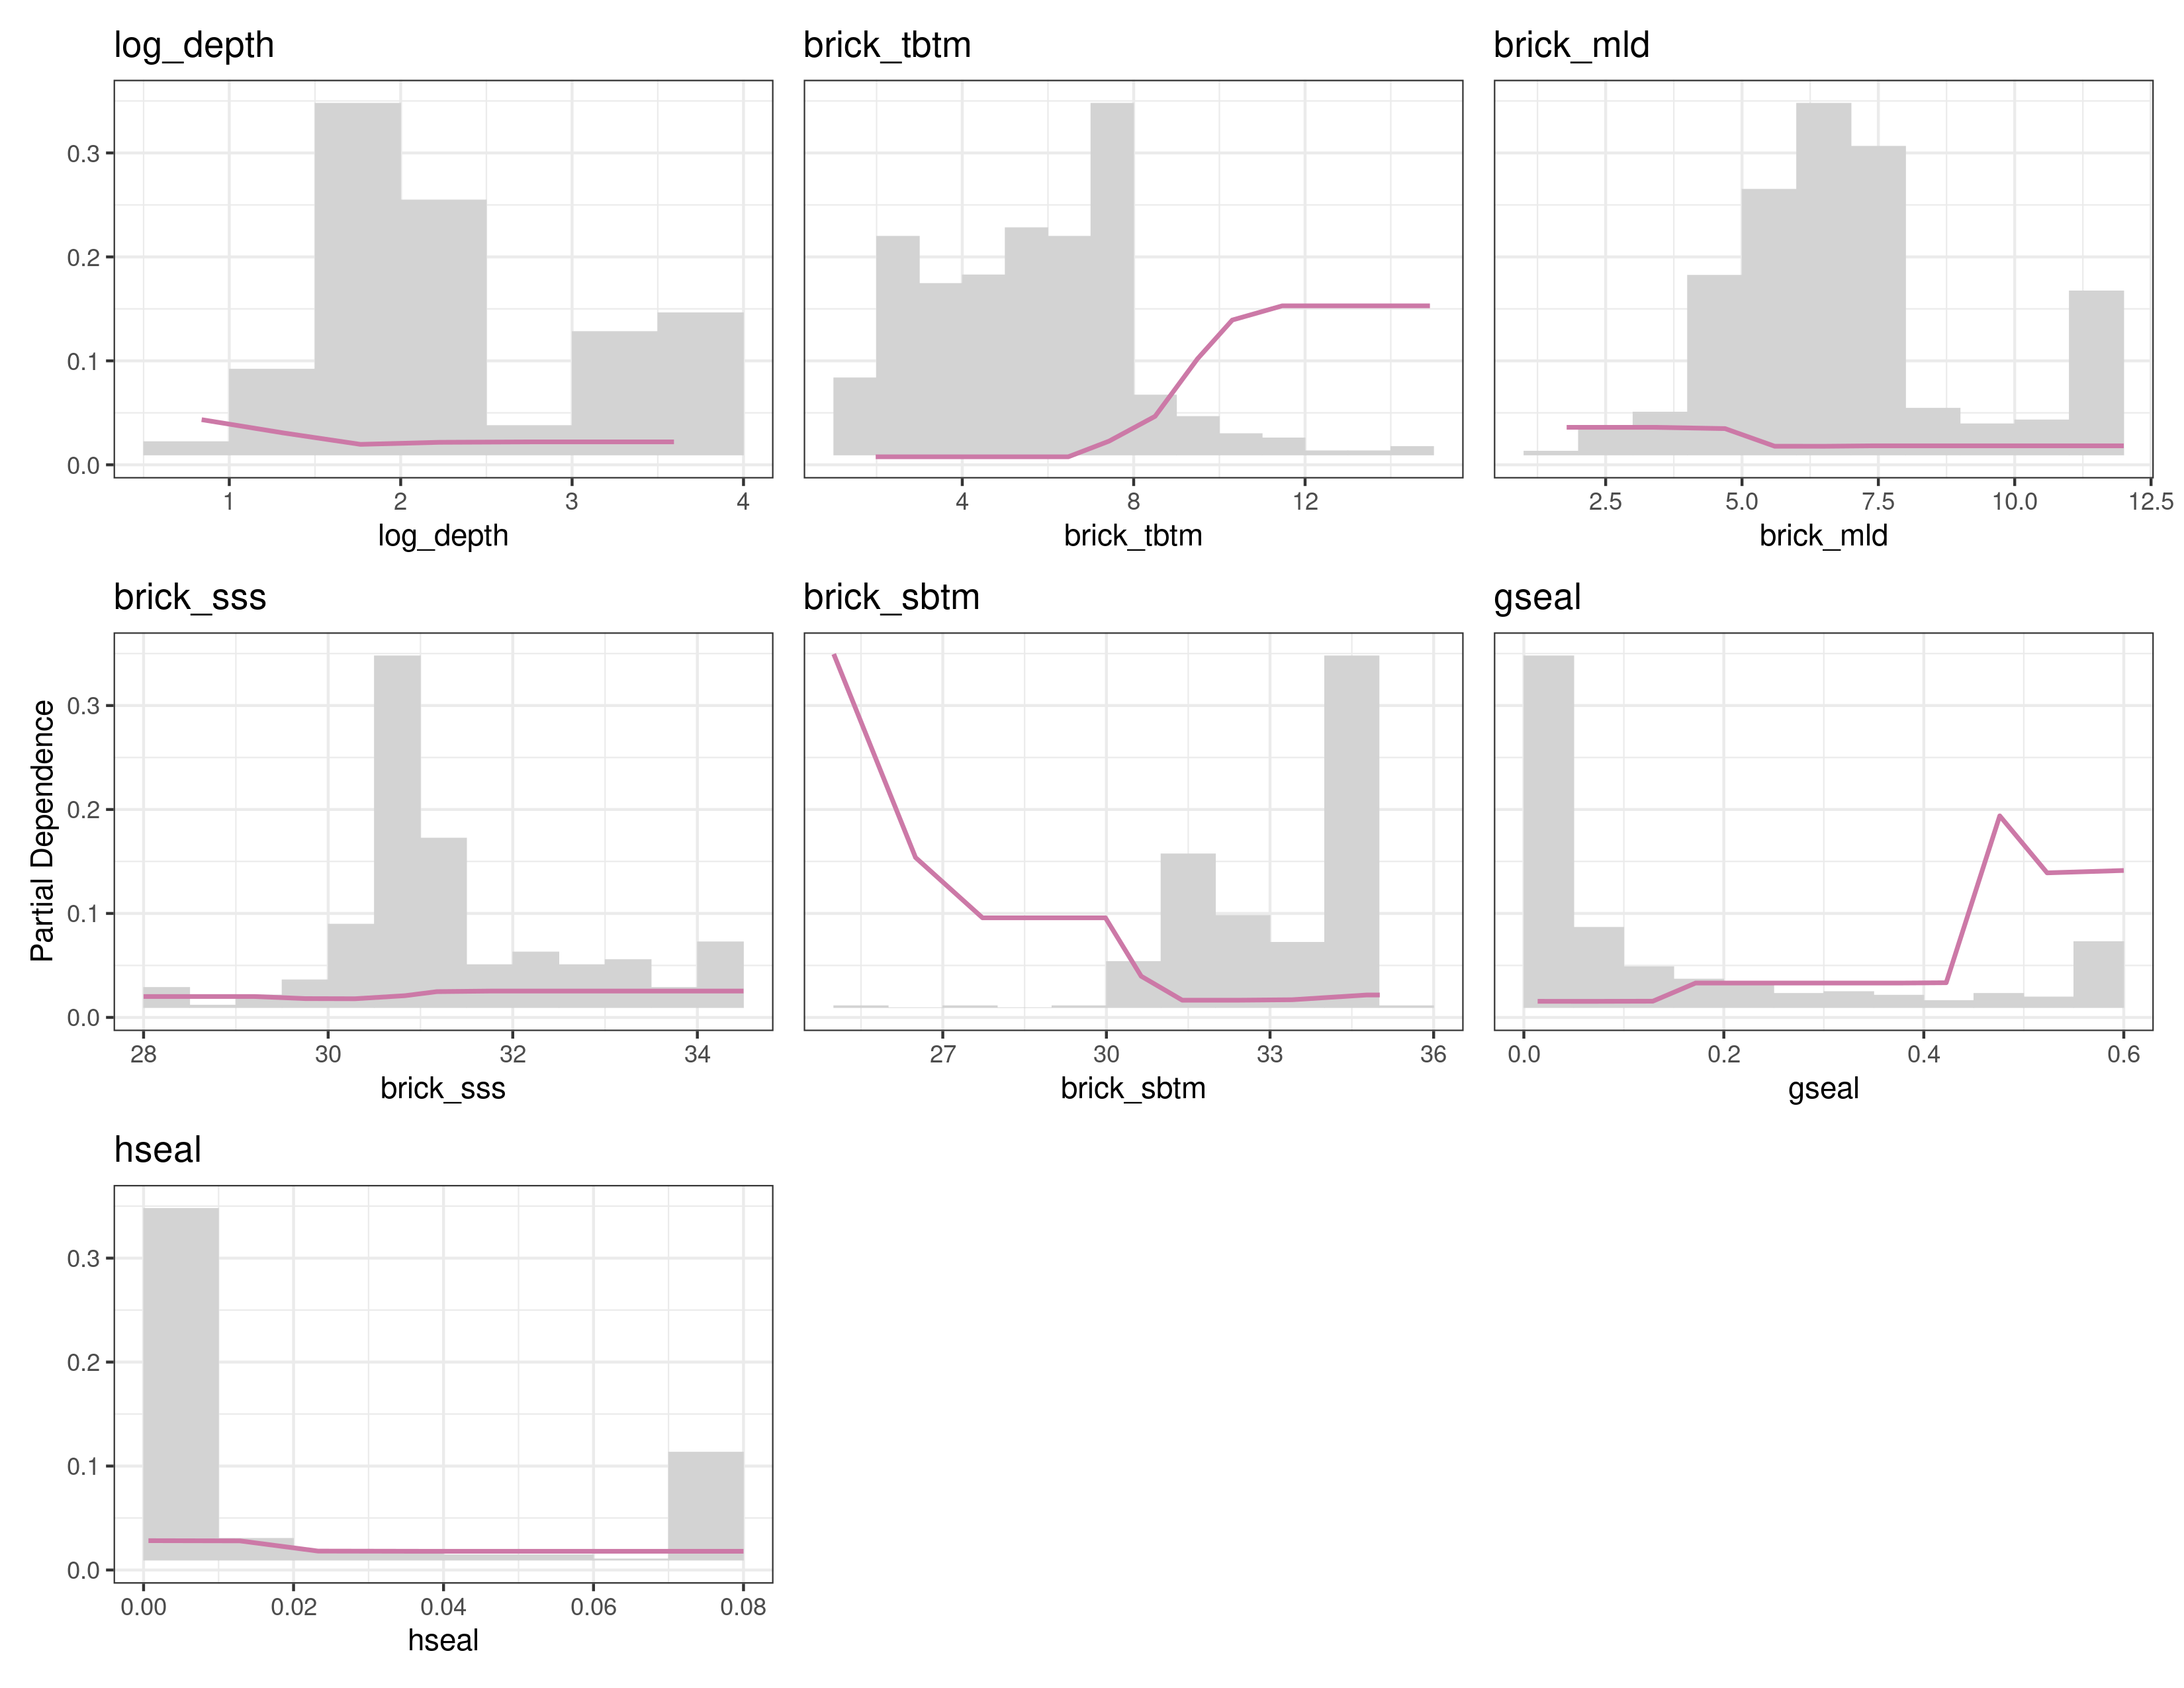 log_depth
brick_tbtm
brick_mld
0.3
0.2
0.1
0.0
1 2 3 4
4 8 12
2.5 5.0 7.5 10.0 12.5
log_depth
brick_tbtm
brick_mld
brick_sss
brick_sbtm
gseal
Partial Dependence
0.3
0.2
0.1
0.0
28 30 32 34
27 30 33 36
0.0 0.2 0.4 0.6
brick_sss
brick_sbtm
gseal
hseal
0.3
0.2
0.1
0.0
0.00 0.02 0.04 0.06 0.08
hseal